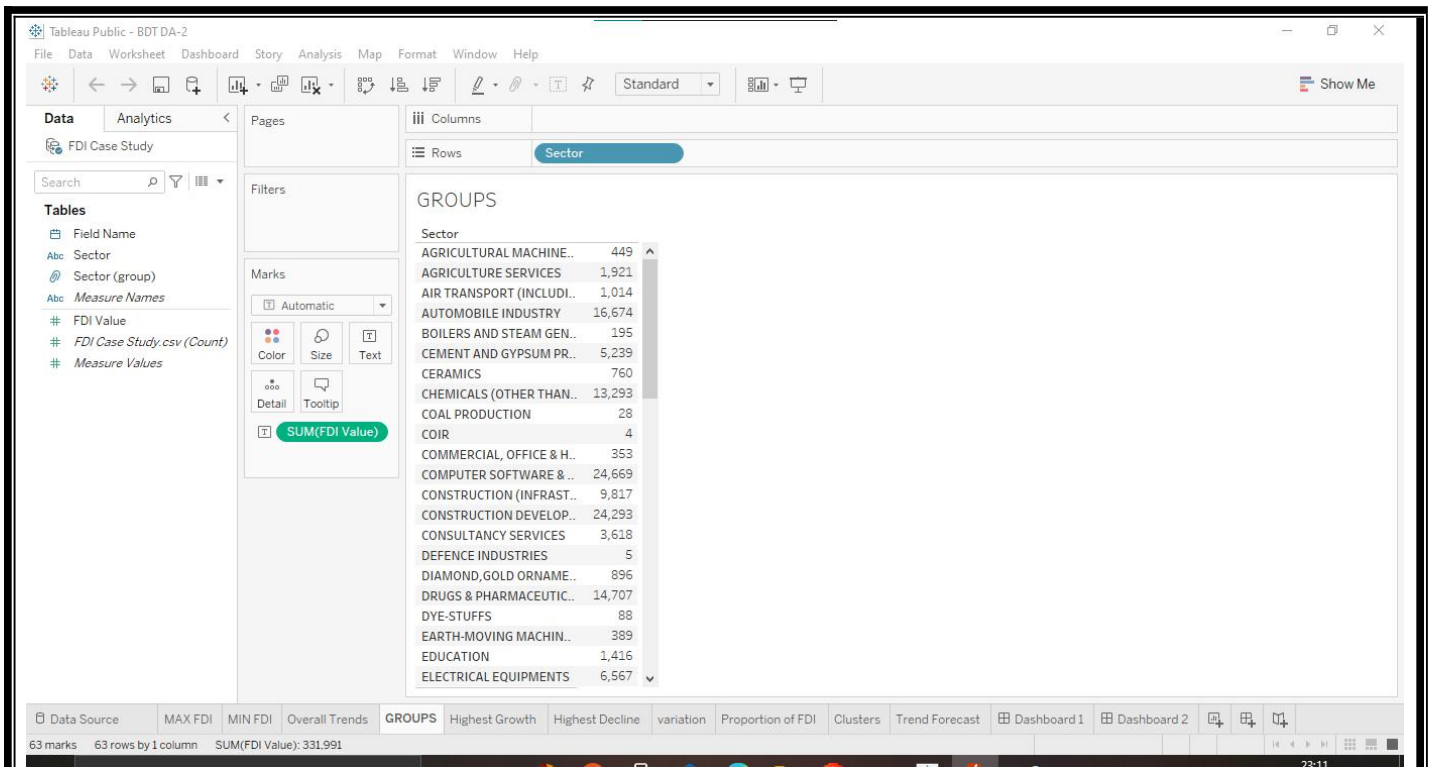 Tableau Public - BDT DA-2
File Data Worksheet Dashboard Story Analysis Map Format Window Help
Standard
Show Me
Data Analytics
Pages
iii Columns
FDI Case Study
Rows Sector
Search
Filters
GROUPS
Tables
Field Name
Abc Sector
Sector (group)
Abc Measure Names
# FDI Value
# FDI Case Study.csv (Count)
# Measure Values
Marks
Automatic
Color Size Text
Detail Tooltip
SUM(FDI Value)
Sector
AGRICULTURAL MACHINE.. 449
AGRICULTURE SERVICES 1,921
AIR TRANSPORT (INCLUDI.. 1,014
AUTOMOBILE INDUSTRY 16,674
BOILERS AND STEAM GEN.. 195
CEMENT AND GYPSUM PR.. 5,239
CERAMICS 760
CHEMICALS (OTHER THAN.. 13,293
COAL PRODUCTION 28
COIR 4
COMMERCIAL, OFFICE & H.. 353
COMPUTER SOFTWARE & .. 24,669
CONSTRUCTION (INFRAST.. 9,817
CONSTRUCTION DEVELOP.. 24,293
CONSULTANCY SERVICES 3,618
DEFENCE INDUSTRIES 5
DIAMOND,GOLD ORNAME.. 896
DRUGS & PHARMACEUTIC.. 14,707
DYE-STUFFS 88
EARTH-MOVING MACHIN.. 389
EDUCATION 1,416
ELECTRICAL EQUIPMENTS 6,567
Data Source MAX FDI MIN FDI Overall Trends GROUPS Highest Growth Highest Decline variation Proportion of FDI Clusters Trend Forecast Dashboard 1 Dashboard 2
63 marks 63 rows by 1 column SUM(FDI Value): 331,991
23:11